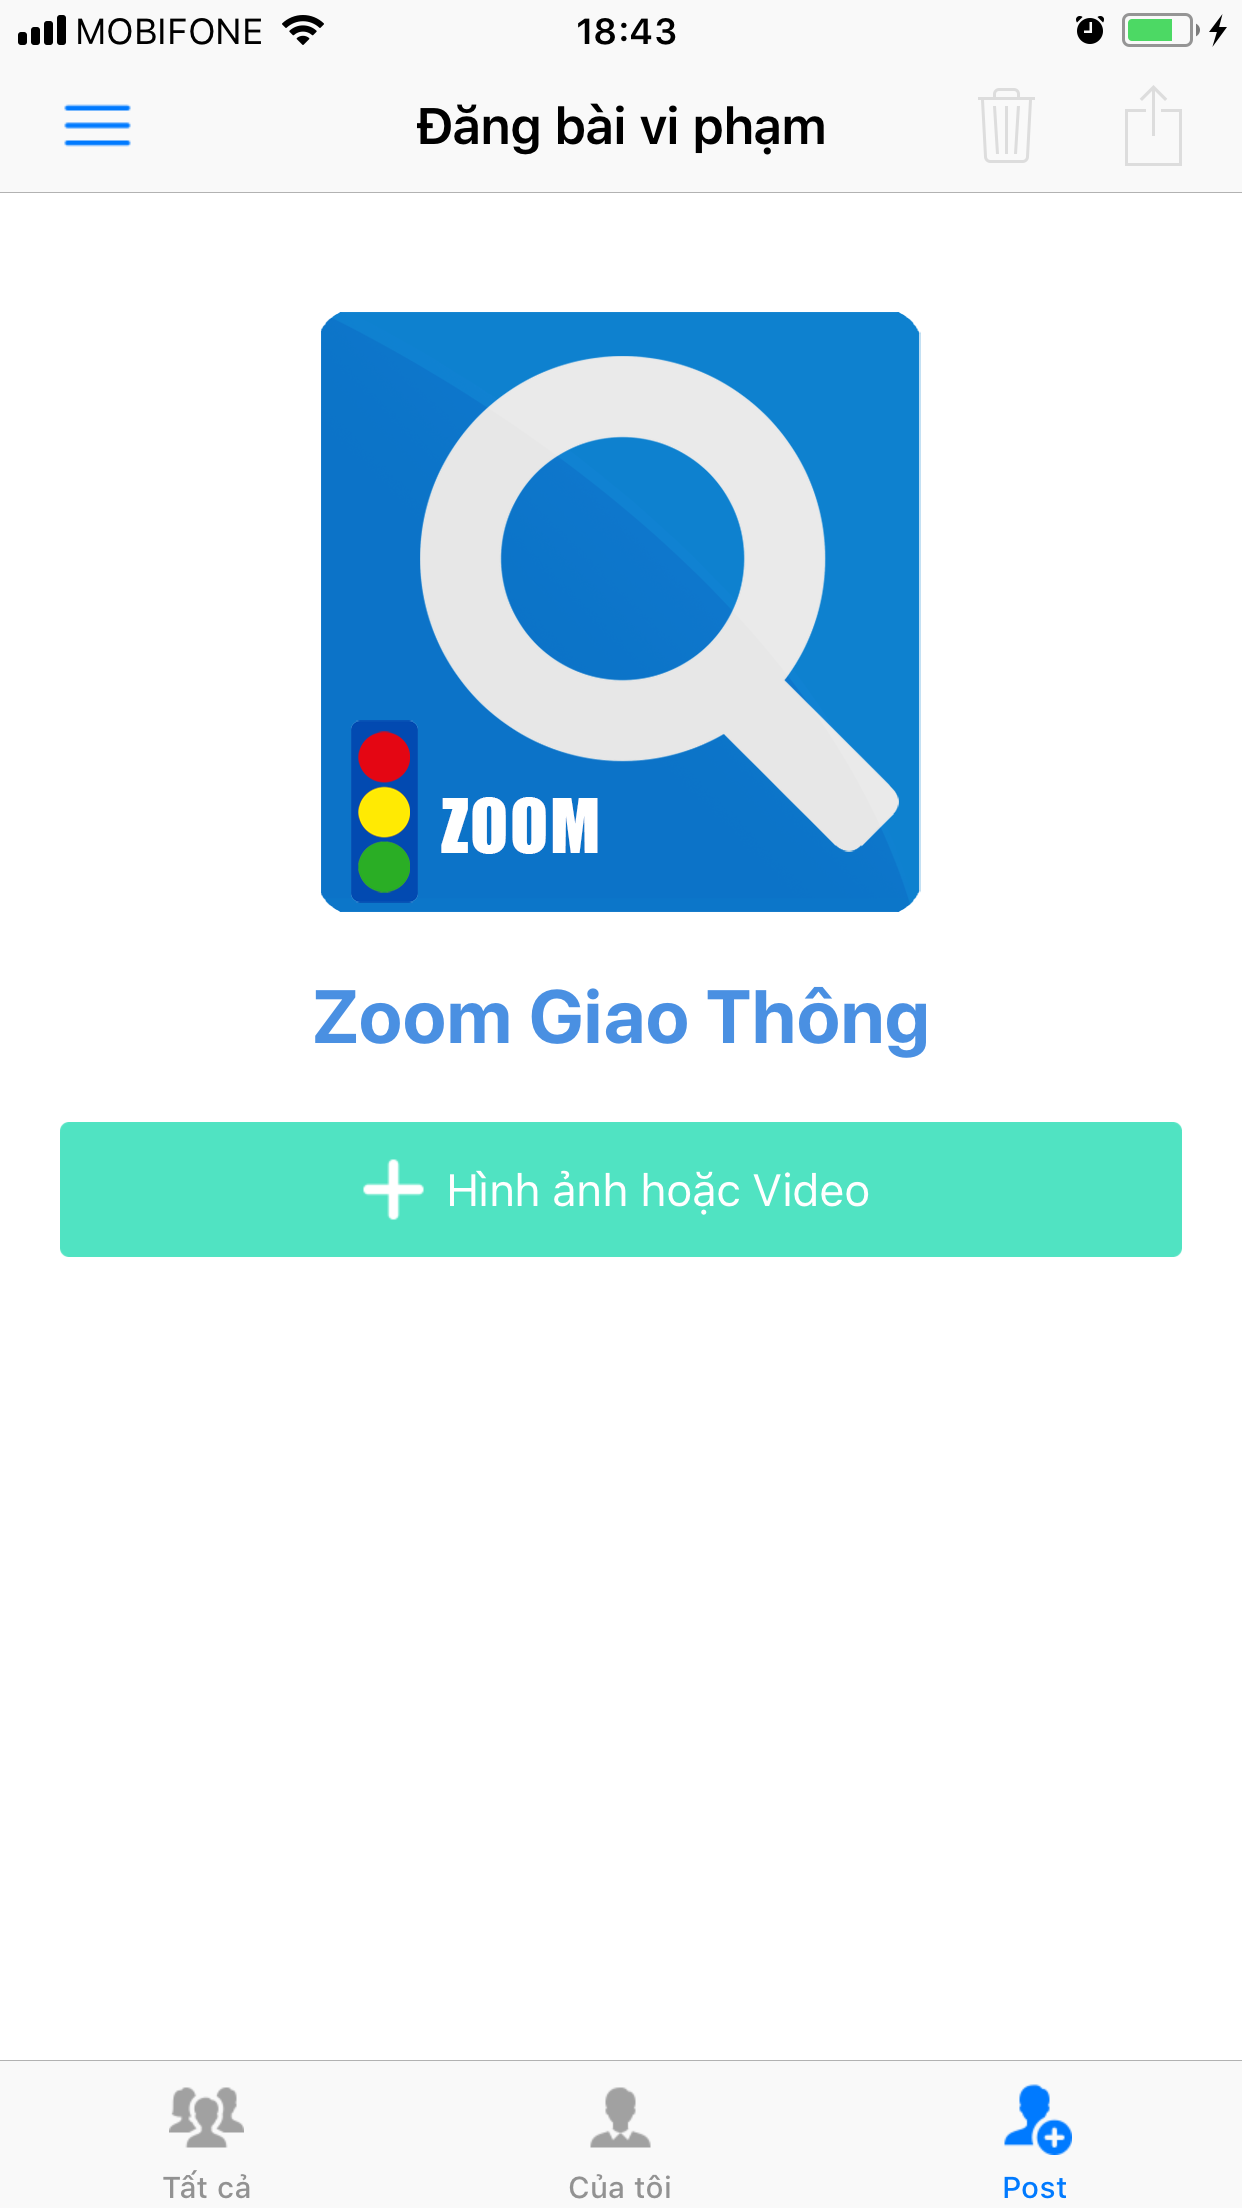 MOBIFONE 18:43
Đăng bài vi phạm
ZOOM
Zoom Giao Thông
Hình ảnh hoặc Video
Tất cả Của tôi Post